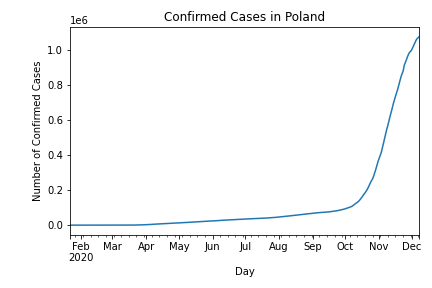 Confirmed Cases in Poland
1e6
Number of Confirmed Cases
1.0
0.8
0.6
0.4
0.2
0.0
Feb Mar Apr May Jun Jul Aug Sep Oct Nov Dec
2020
Day